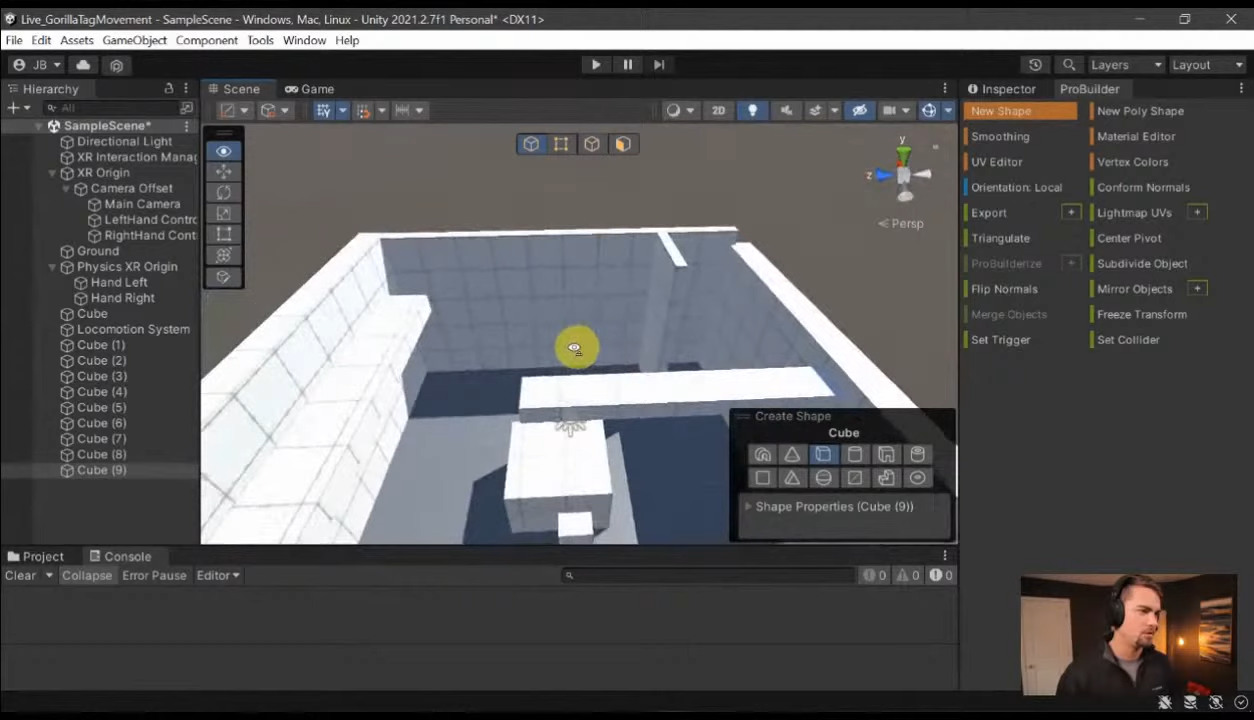 Live_GorillaTagMovement - SampleScene - Windows, Mac, Linux - Unity 2021.2.7f1 Personal* <DX11>
File Edit Assets GameObject Component Tools Window Help
JB Layers Layout
Hierarchy
All
SampleScene*
Directional Light
XR Interaction Manag
XR Origin
Camera Offset
Main Camera
LeftHand Contro
RightHand Cont
Ground
Physics XR Origin
Hand Left
Hand Right
Cube
Locomotion System
Cube (1)
Cube (2)
Cube (3)
Cube (4)
Cube (5)
Cube (6)
Cube (7)
Cube (8)
Cube (9)
Scene Game
2D
y
z
< Persp
Create Shape
Cube
Shape Properties (Cube (9))
Inspector ProBuilder
New Shape New Poly Shape
Smoothing Material Editor
UV Editor Vertex Colors
Orientation: Local Conform Normals
Export + Lightmap UVs +
Triangulate Center Pivot
ProBuilderize + Subdivide Object
Flip Normals Mirror Objects +
Merge Objects Freeze Transform
Set Trigger Set Collider
Project Console
Clear Collapse Error Pause Editor 0 0 0